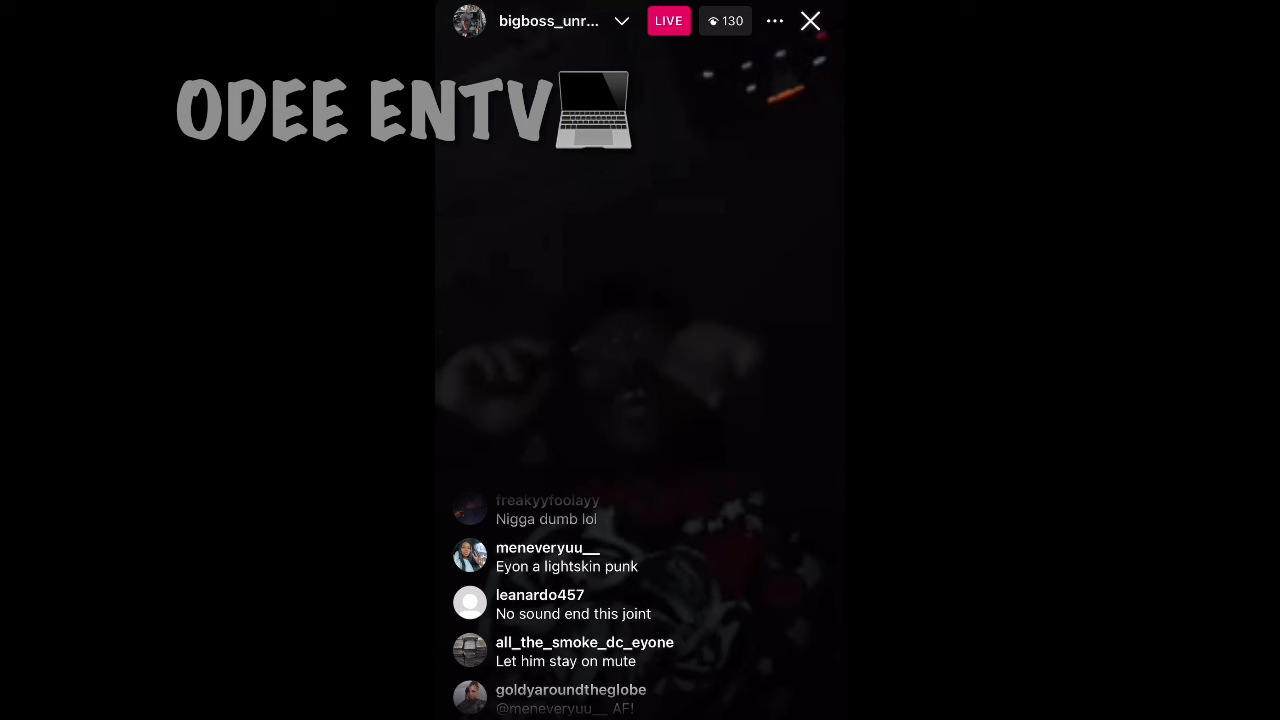 bigboss_unr...
LIVE
130
ODEE ENTV
freakyyfoolayy
Nigga dumb lol
meneveryuu__
Eyon a lightskin punk
leanardo457
No sound end this joint
all_the_smoke_dc_eyone
Let him stay on mute
goldyaroundtheglobe
@meneveryuu__ AF!